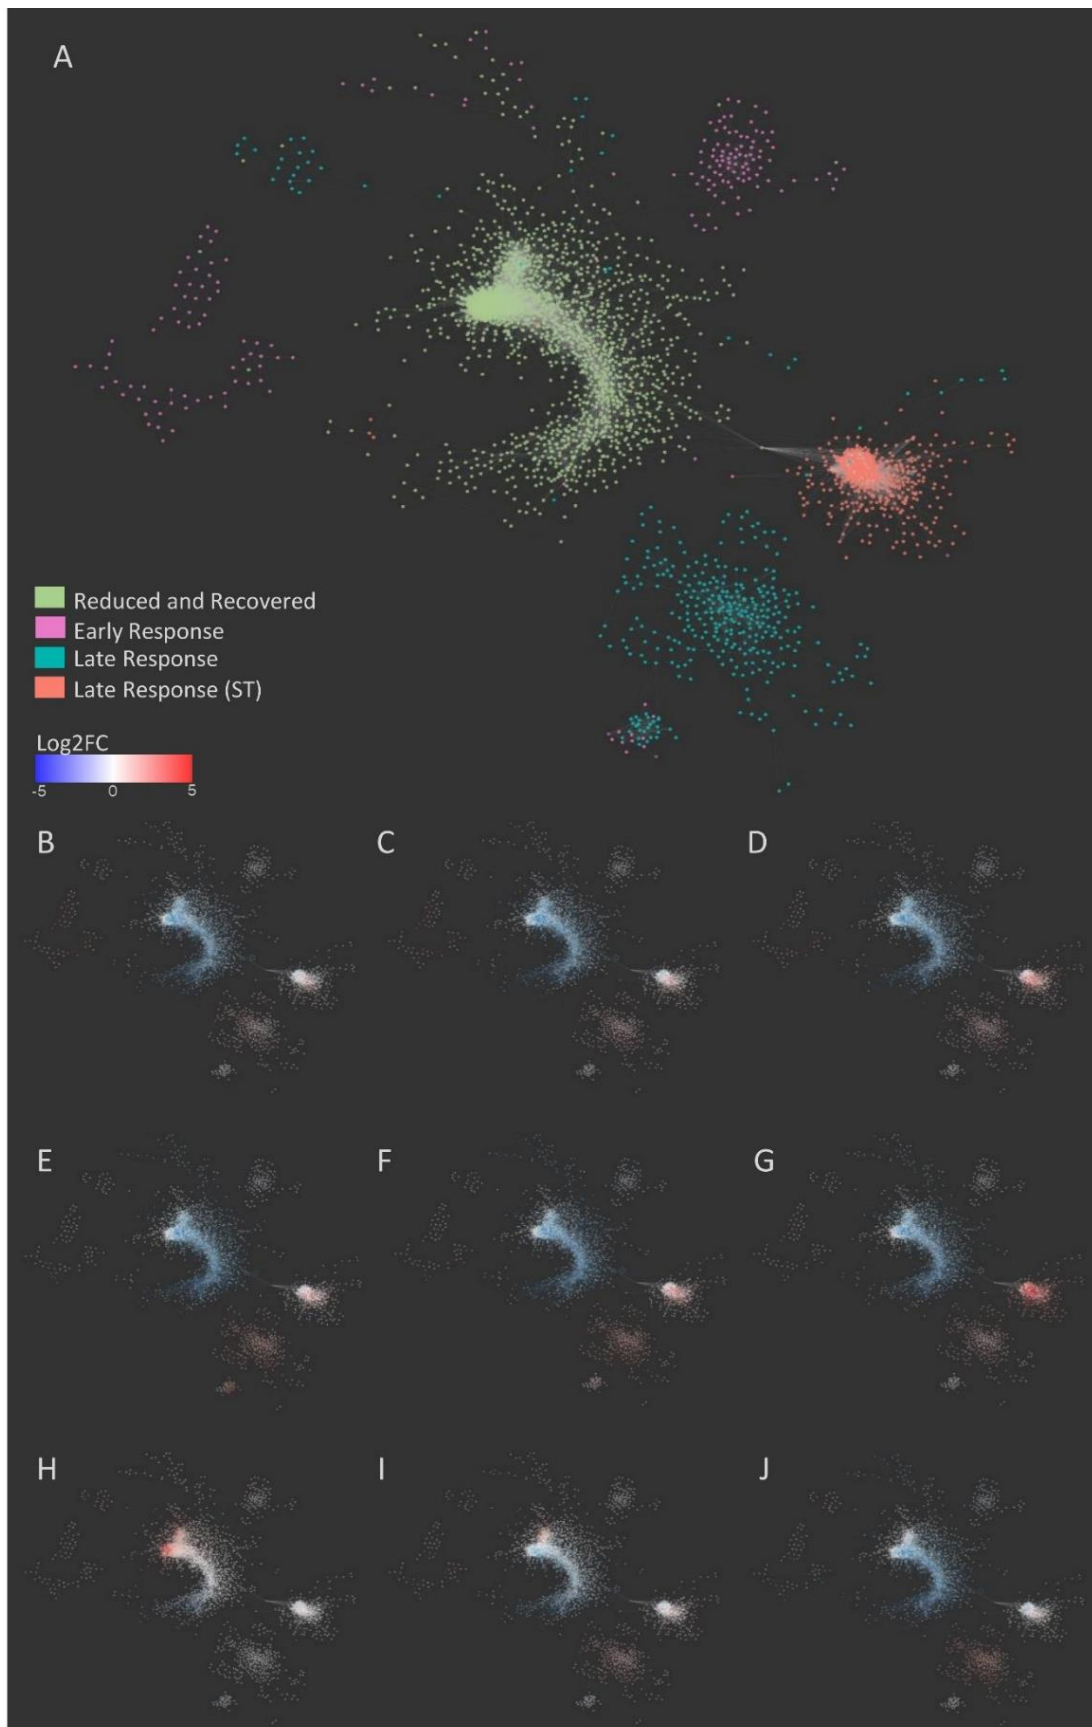 A
Reduced and Recovered
Early Response
Late Response
Late Response (ST)
Log2FC
-5 0 5
B C D
E F G
H I J